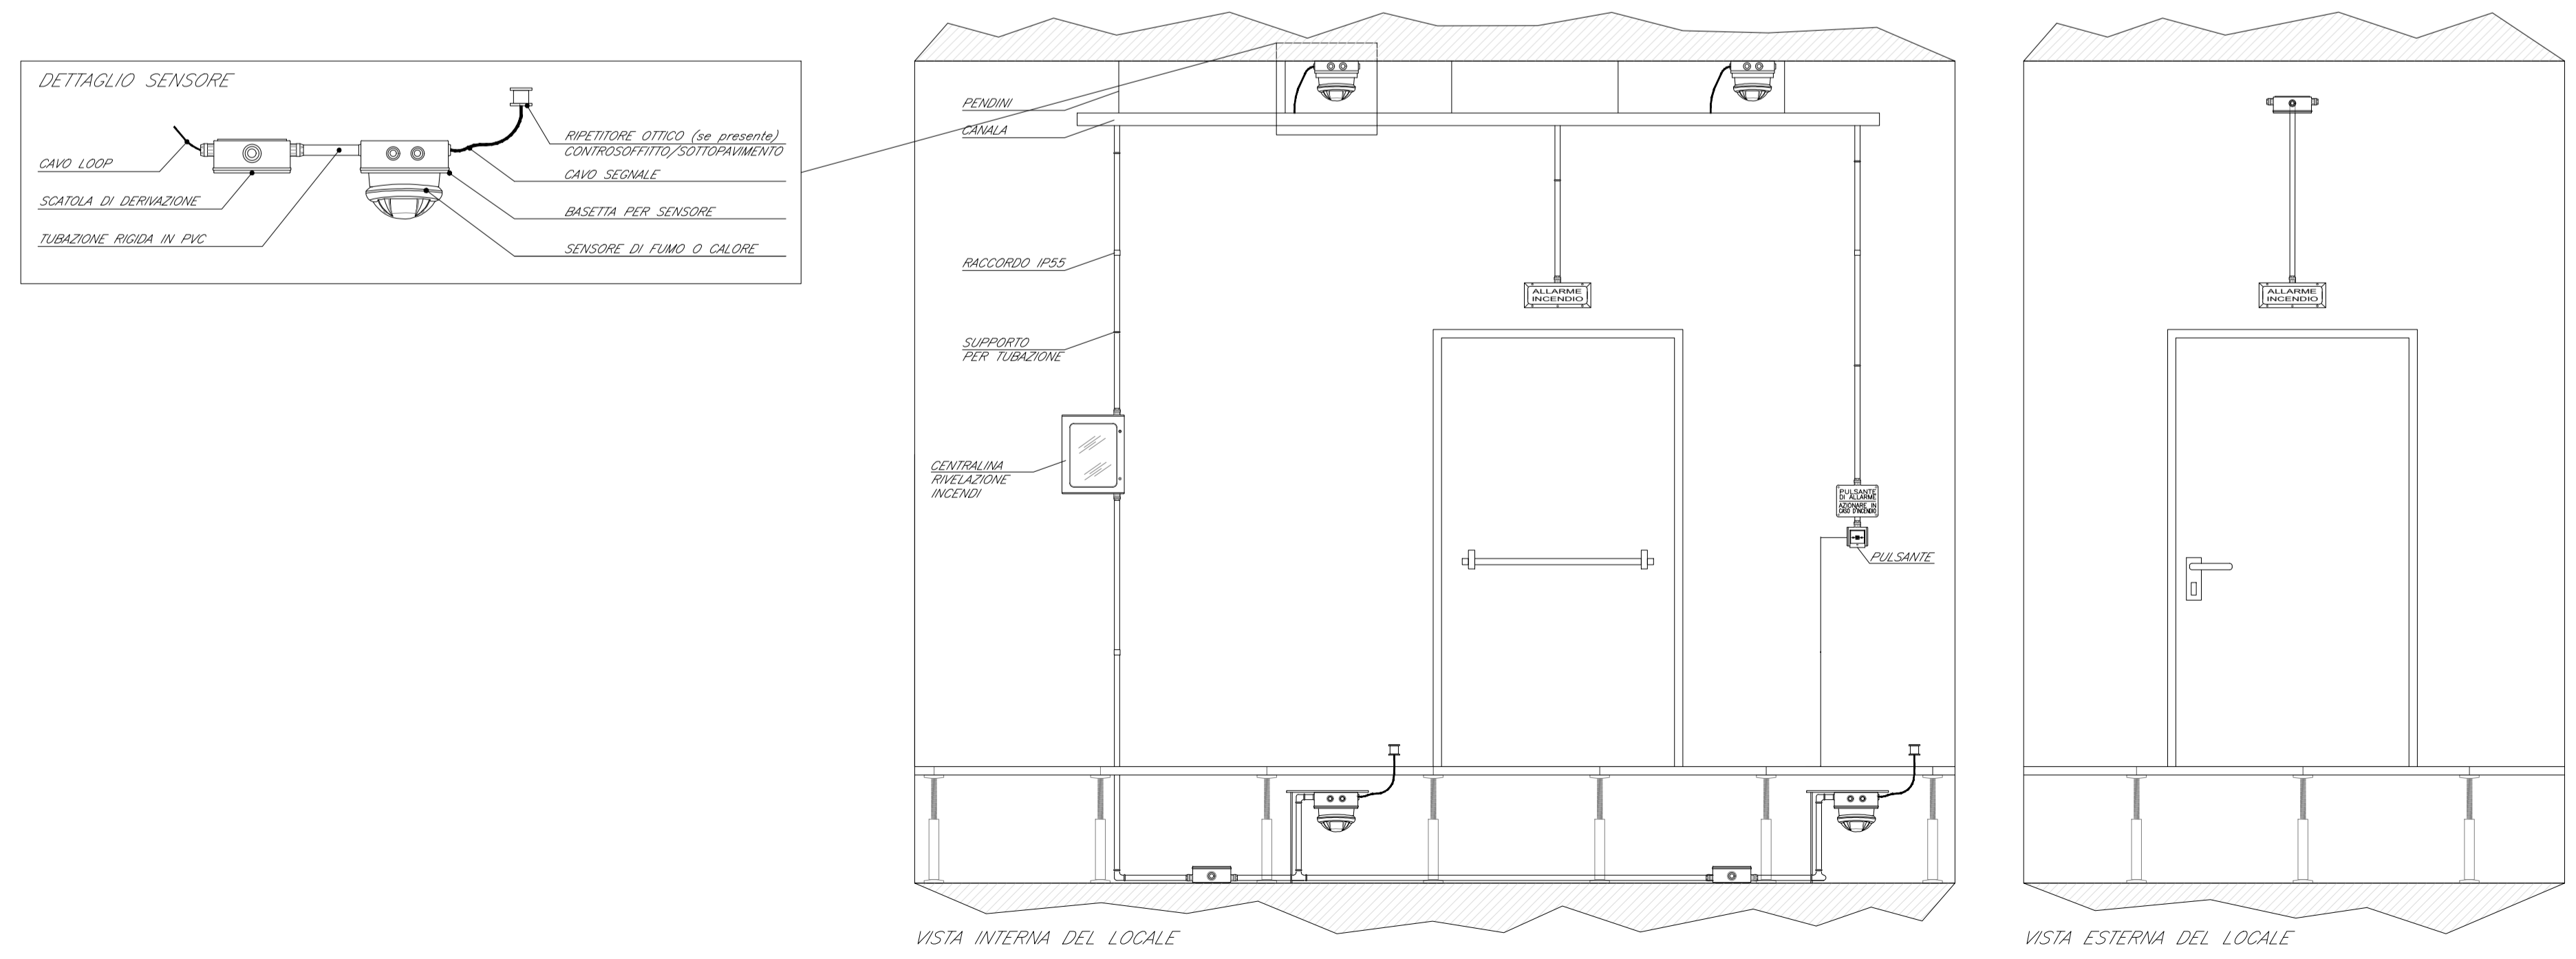 DETTAGLIO SENSORE
CAVO LOOP
SCATOLA DI DERIVAZIONE
TUBAZIONE RIGIDA IN PVC
RIPETITORE OTTICO (se presente)
CONTROSOFFITTO/SOTTOPAVIMENTO
CAVO SEGNALE
BASETTA PER SENSORE
SENSORE DI FUMO O CALORE
PENDINI
CANALA
RACCORDO IP55
SUPPORTO
PER TUBAZIONE
CENTRALINA
RIVELAZIONE
INCENDI
ALLARME
INCENDIO
PULSANTE
DI ALLARME
AZIONARE IN
CASO D'INCENDIO
PULSANTE
VISTA INTERNA DEL LOCALE
ALLARME
INCENDIO
VISTA ESTERNA DEL LOCALE